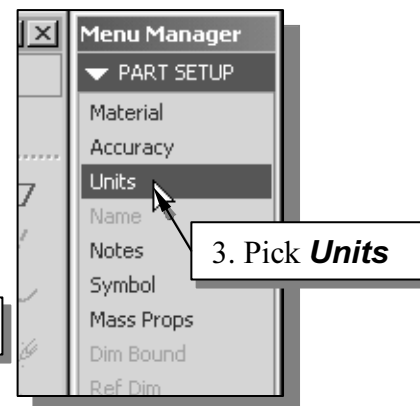 Menu Manager
PART SETUP
Material
Accuracy
Units
Name
Notes
3. Pick Units
Symbol
Mass Props
Dim Bound
Ref Dim